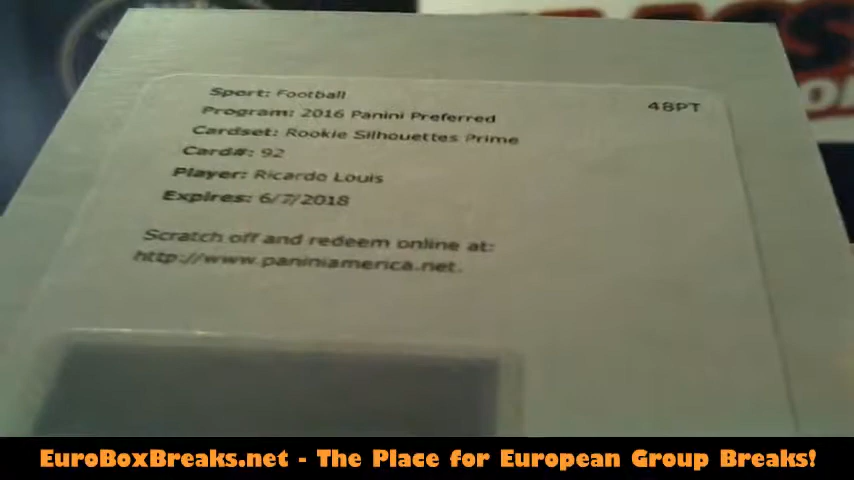 Sport: Football
48PT
Program: 2016 Panini Preferred
Cardset: Rookie Silhouettes Prime
Card#: 92
Player: Ricardo Louis
Expires: 6/7/2018
Scratch off and redeem online at:
http://www.paniniamerica.net.
EuroBoxBreaks.net - The Place for European Group Breaks!